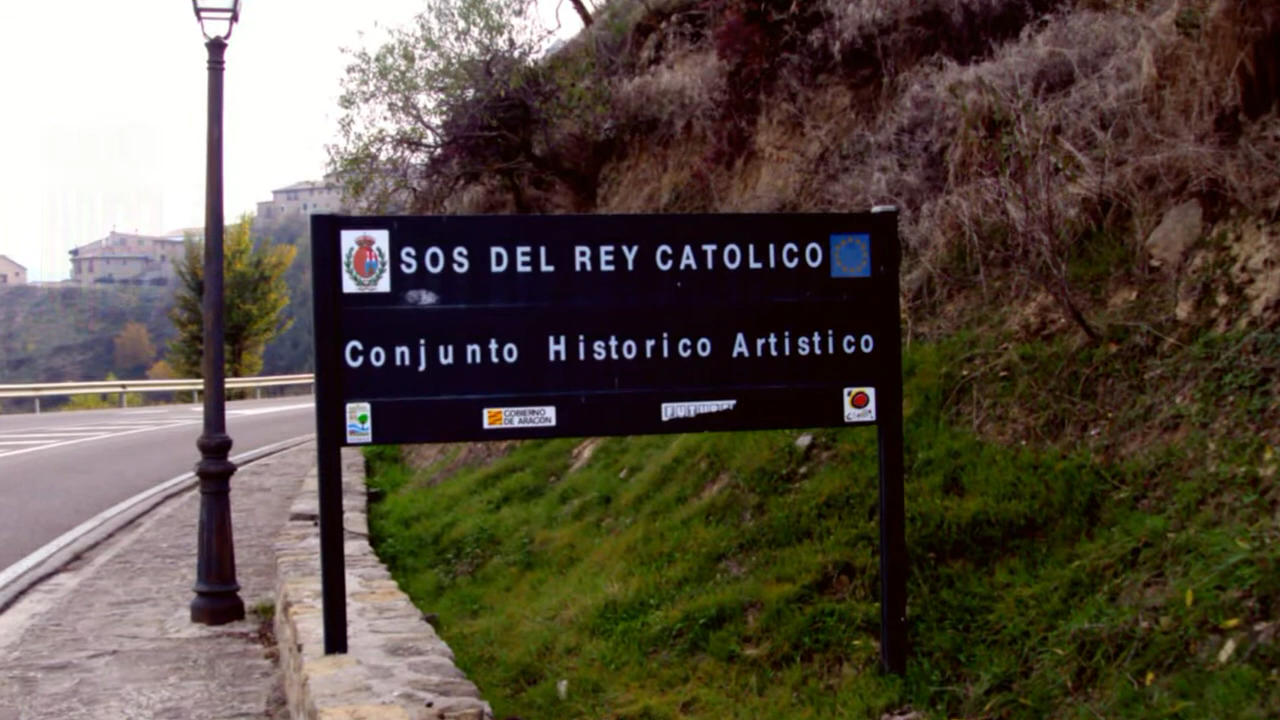 SOS DEL REY CATOLICO
Conjunto Historico Artistico
GOBIERNO
DE ARAGON